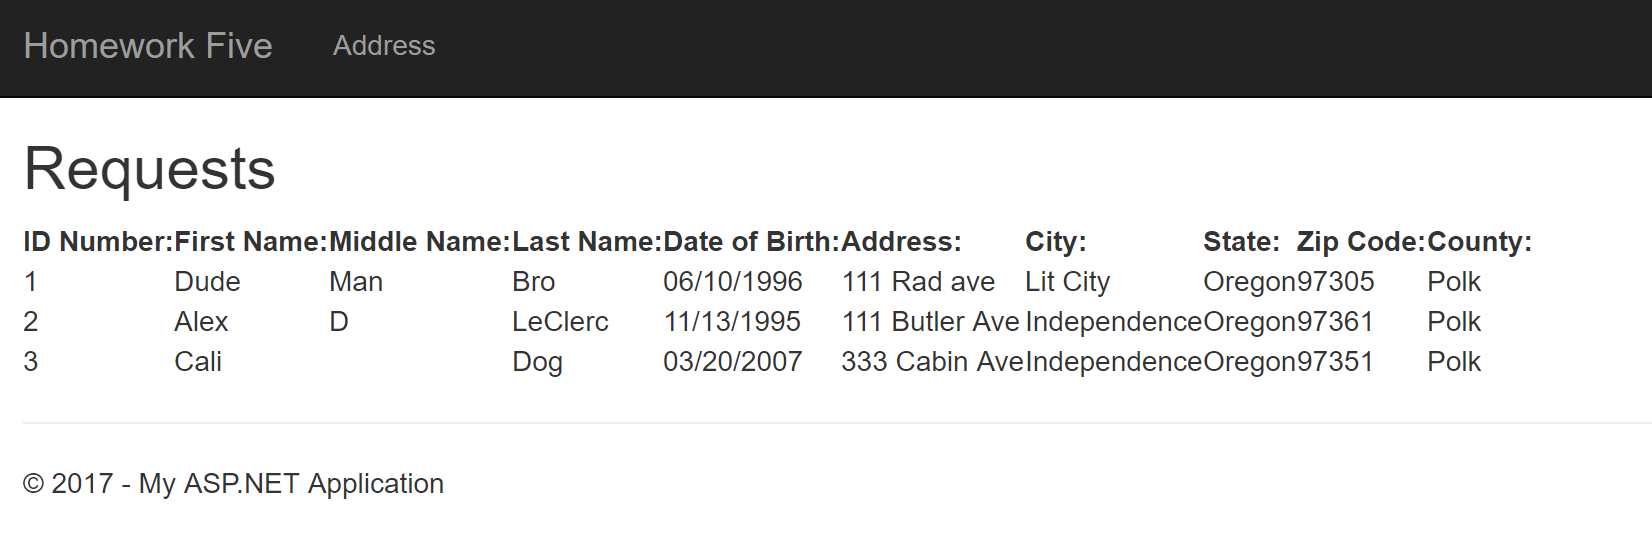 Homework Five Address
Requests
ID Number: First Name: Middle Name: Last Name: Date of Birth: Address: City: State: Zip Code: County:
1 Dude Man Bro 06/10/1996 111 Rad ave Lit City Oregon 97305 Polk
2 Alex D LeClerc 11/13/1995 111 Butler Ave Independence Oregon 97361 Polk
3 Cali Dog 03/20/2007 333 Cabin Ave Independence Oregon 97351 Polk
© 2017 - My ASP.NET Application